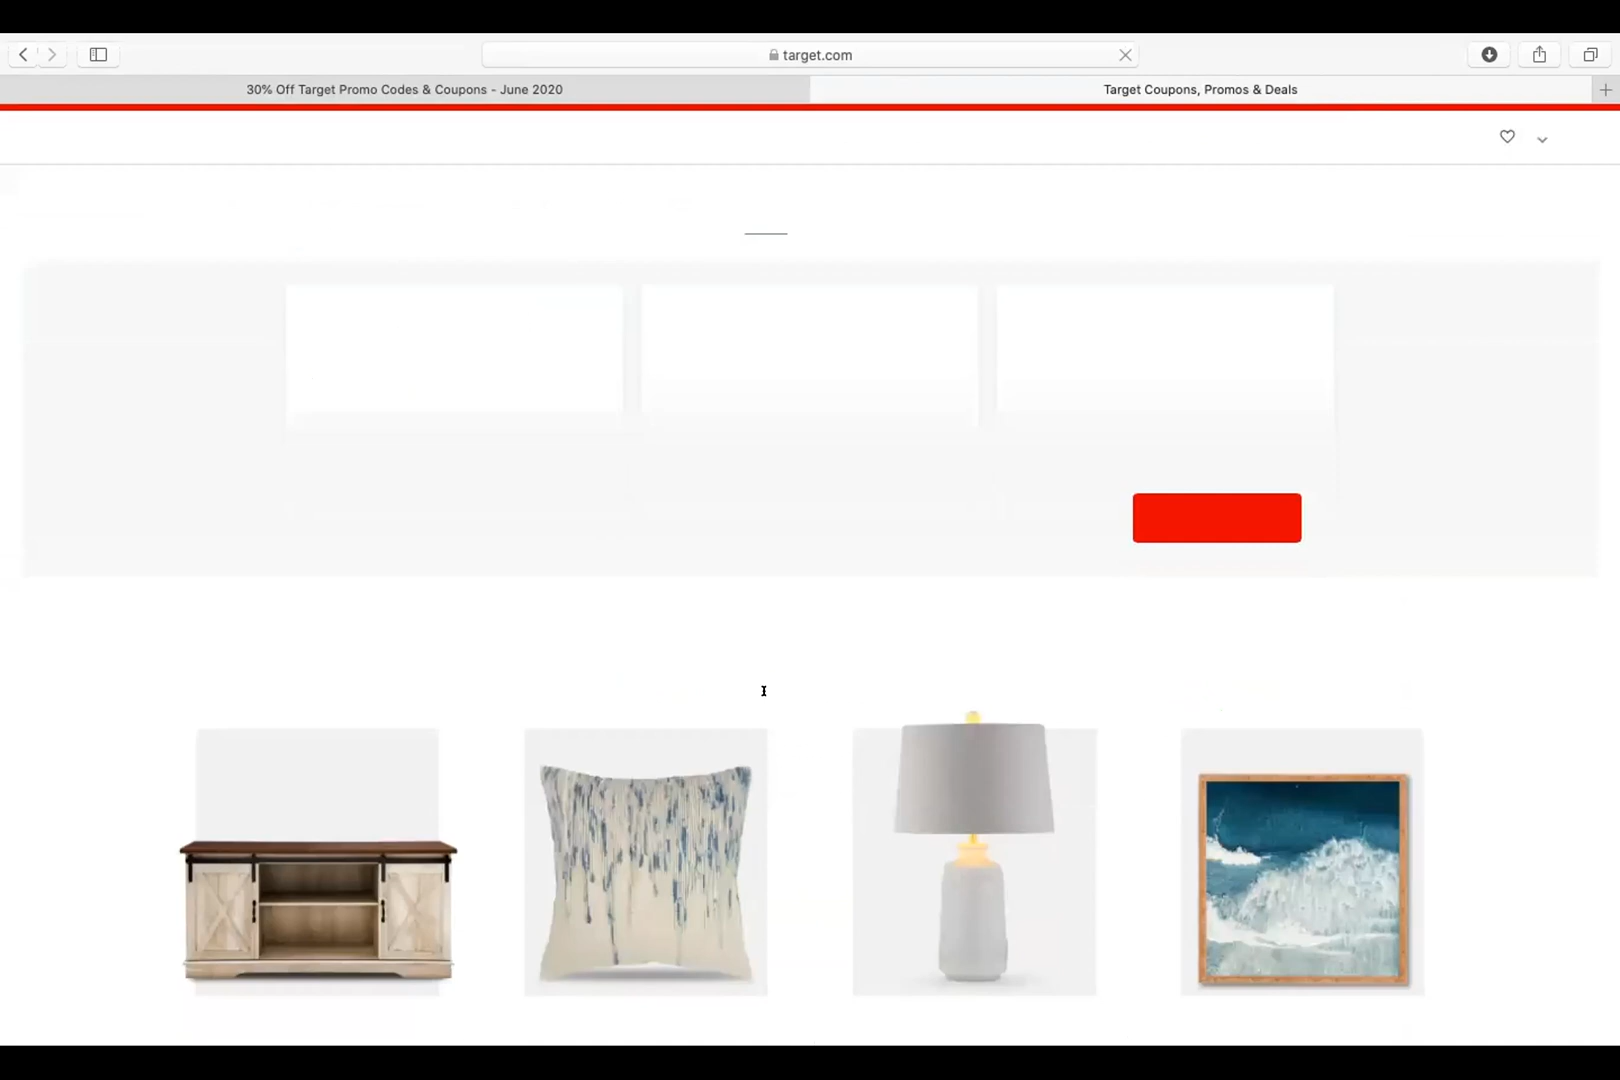 target.com
30% Off Target Promo Codes & Coupons - June 2020
Target Coupons, Promos & Deals